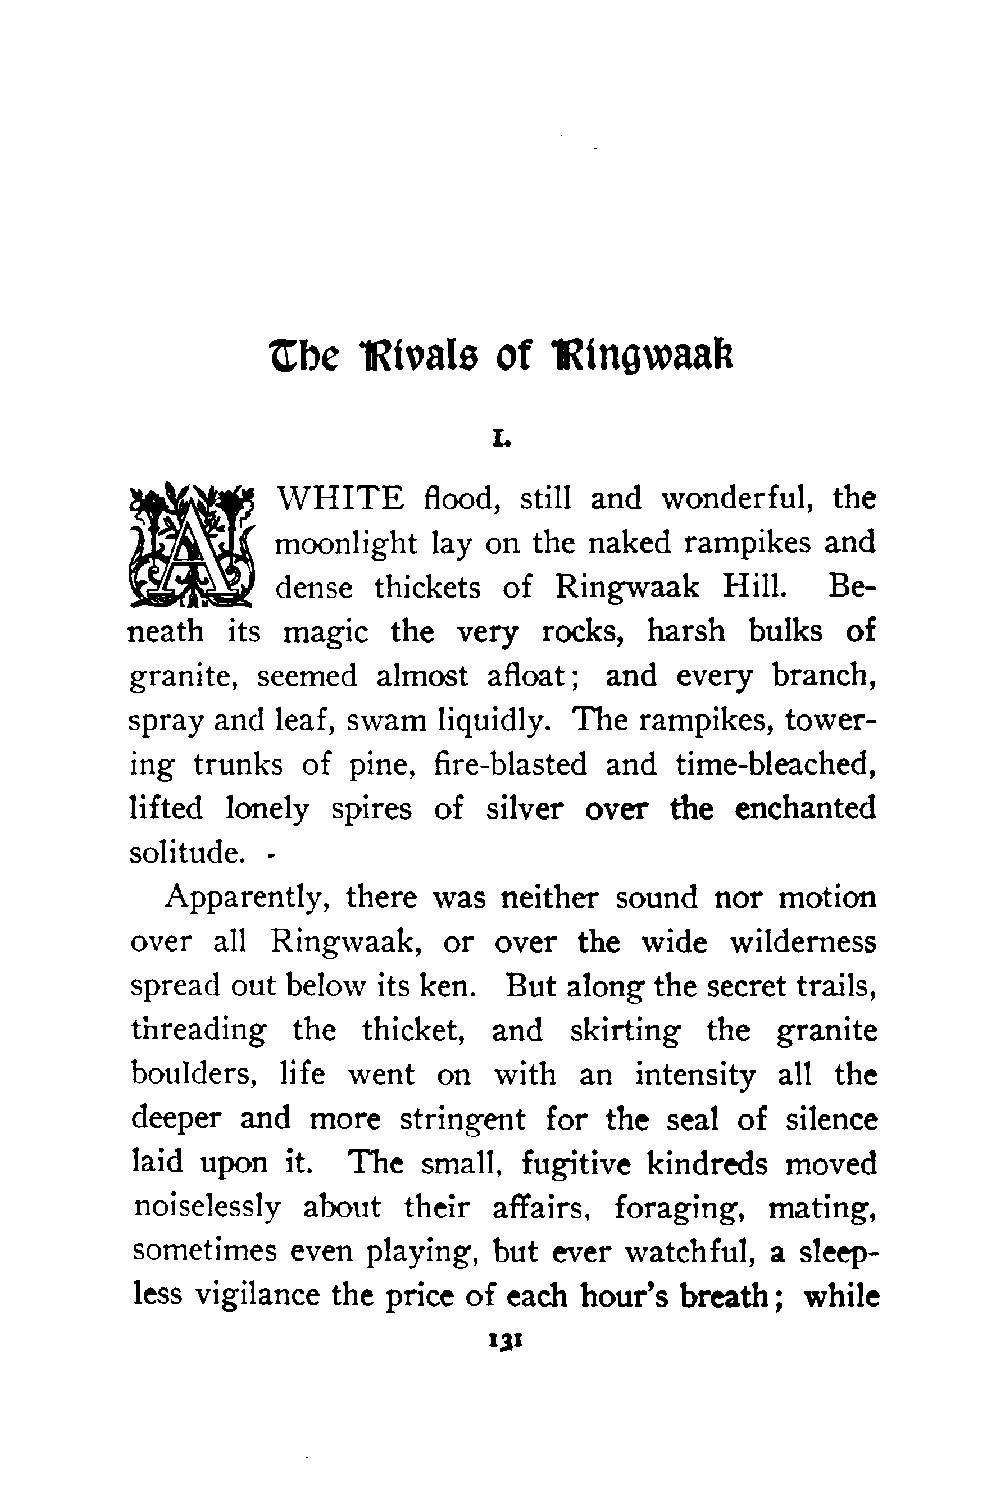 The Rivals of Ringwaak
I.
A WHITE flood, still and wonderful, the
moonlight lay on the naked rampikes and
dense thickets of Ringwaak Hill. Be-
neath its magic the very rocks, harsh bulks of
granite, seemed almost afloat; and every branch,
spray and leaf, swam liquidly. The rampikes, tower-
ing trunks of pine, fire-blasted and time-bleached,
lifted lonely spires of silver over the enchanted
solitude.
Apparently, there was neither sound nor motion
over all Ringwaak, or over the wide wilderness
spread out below its ken. But along the secret trails,
threading the thicket, and skirting the granite
boulders, life went on with an intensity all the
deeper and more stringent for the seal of silence
laid upon it. The small, fugitive kindreds moved
noiselessly about their affairs, foraging, mating,
sometimes even playing, but ever watchful, a sleep-
less vigilance the price of each hour's breath; while
131